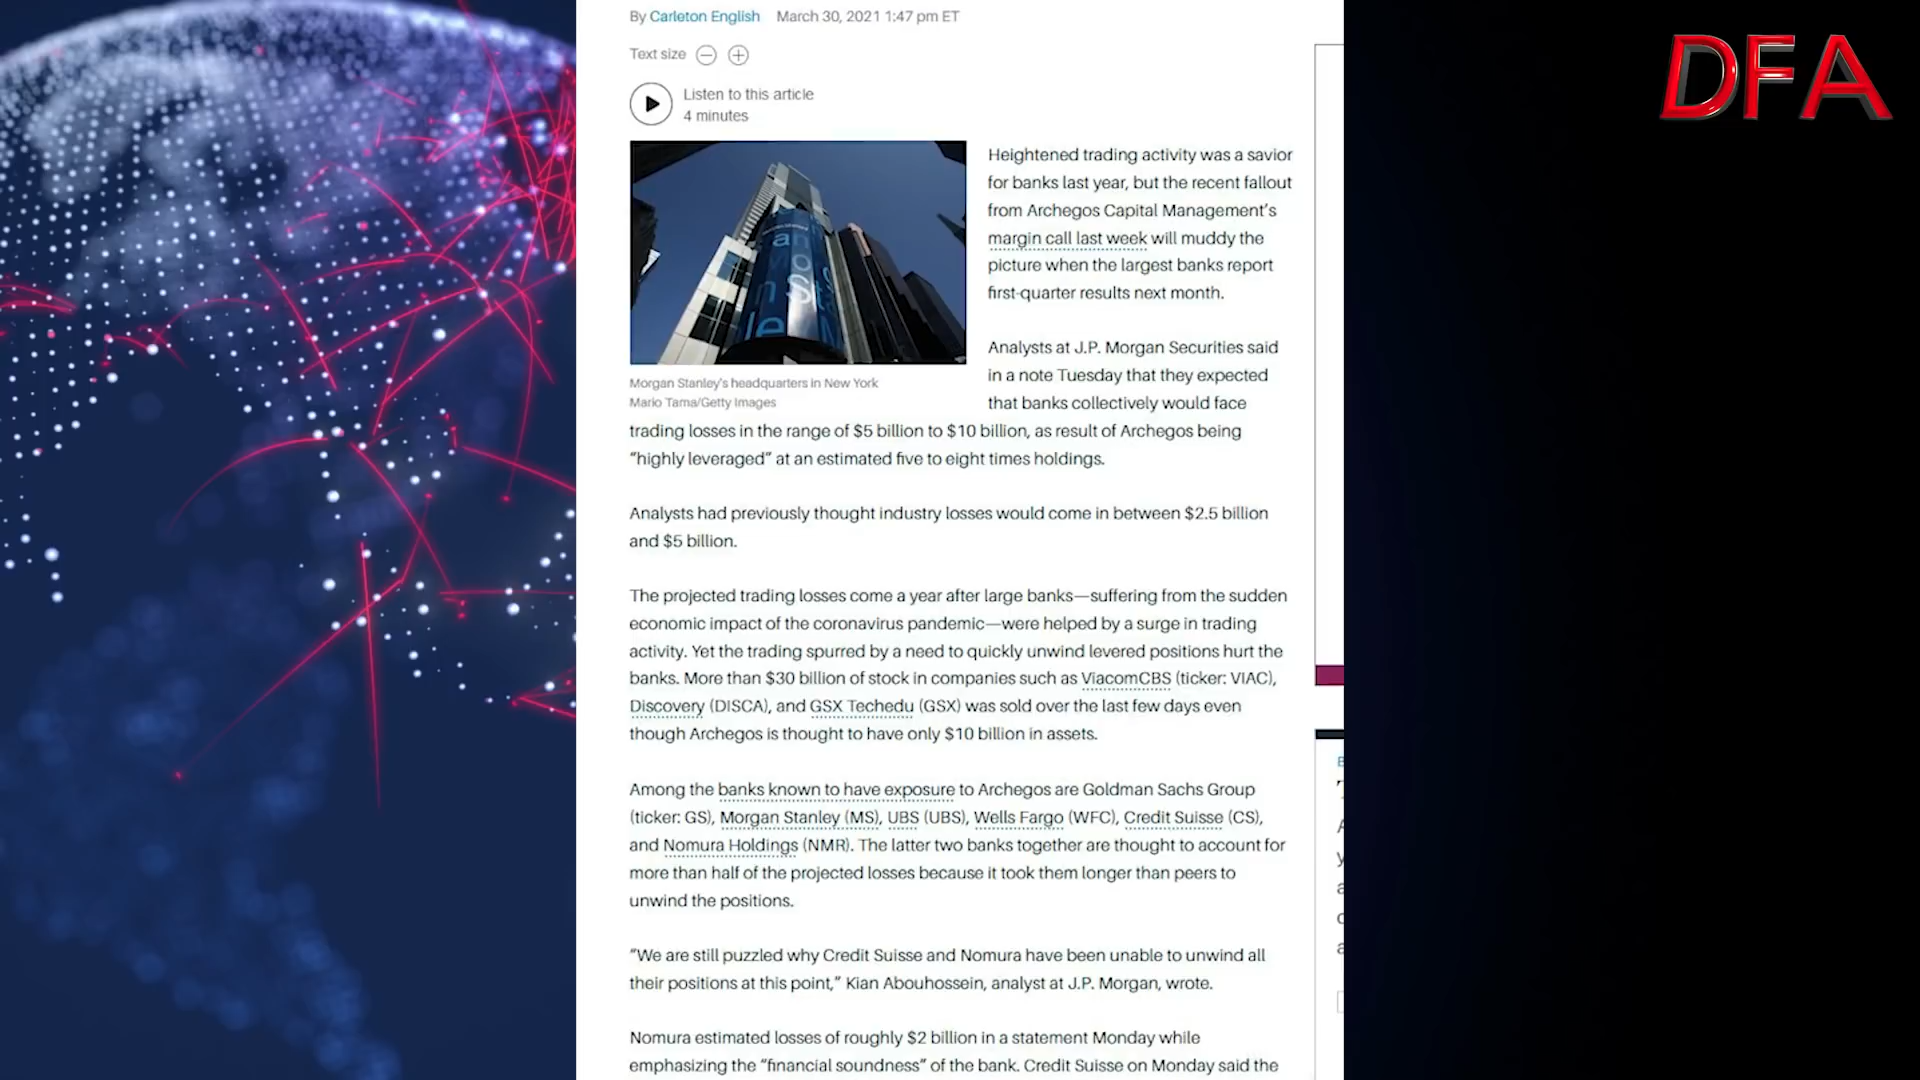 By Carleton English March 30, 2021 1:47 pm ET
DFA
Text size
Listen to this article
4 minutes
Morgan Stanley's headquarters in New York
Mario Tama/Getty Images
Heightened trading activity was a savior
for banks last year, but the recent fallout
from Archegos Capital Management's
margin call last week will muddy the
picture when the largest banks report
first-quarter results next month.
Analysts at J.P. Morgan Securities said
in a note Tuesday that they expected
that banks collectively would face
trading losses in the range of $5 billion to $10 billion, as result of Archegos being
“highly leveraged” at an estimated five to eight times holdings.
Analysts had previously thought industry losses would come in between $2.5 billion
and $5 billion.
The projected trading losses come a year after large banks—suffering from the sudden
economic impact of the coronavirus pandemic—were helped by a surge in trading
activity. Yet the trading spurred by a need to quickly unwind levered positions hurt the
banks. More than $30 billion of stock in companies such as ViacomCBS (ticker: VIAC),
Discovery (DISCA), and GSX Techedu (GSX) was sold over the last few days even
though Archegos is thought to have only $10 billion in assets.
Among the banks known to have exposure to Archegos are Goldman Sachs Group
(ticker: GS), Morgan Stanley (MS), UBS (UBS), Wells Fargo (WFC), Credit Suisse (CS),
and Nomura Holdings (NMR). The latter two banks together are thought to account for
more than half of the projected losses because it took them longer than peers to
unwind the positions.
“We are still puzzled why Credit Suisse and Nomura have been unable to unwind all
their positions at this point,” Kian Abouhossein, analyst at J.P. Morgan, wrote.
Nomura estimated losses of roughly $2 billion in a statement Monday while
emphasizing the “financial soundness” of the bank. Credit Suisse on Monday said the